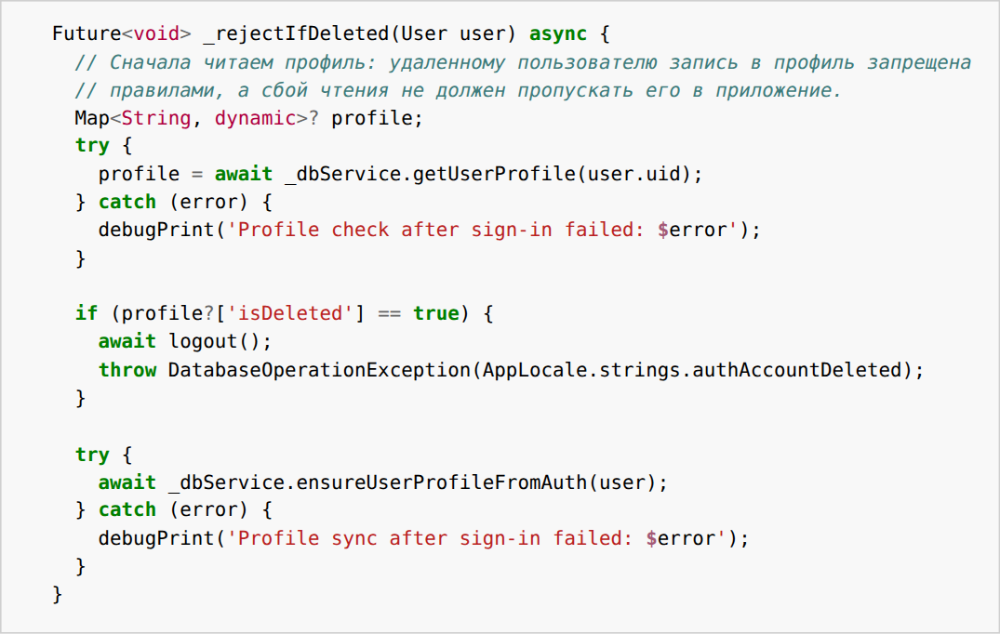 Future<void> _rejectIfDeleted(User user) async {
  // Сначала читаем профиль: удаленному пользователю запись в профиль запрещена
  // правилами, а сбой чтения не должен пропускать его в приложение.
  Map<String, dynamic>? profile;
  try {
    profile = await _dbService.getUserProfile(user.uid);
  } catch (error) {
    debugPrint('Profile check after sign-in failed: $error');
  }

  if (profile?['isDeleted'] == true) {
    await logout();
    throw DatabaseOperationException(AppLocale.strings.authAccountDeleted);
  }

  try {
    await _dbService.ensureUserProfileFromAuth(user);
  } catch (error) {
    debugPrint('Profile sync after sign-in failed: $error');
  }
}